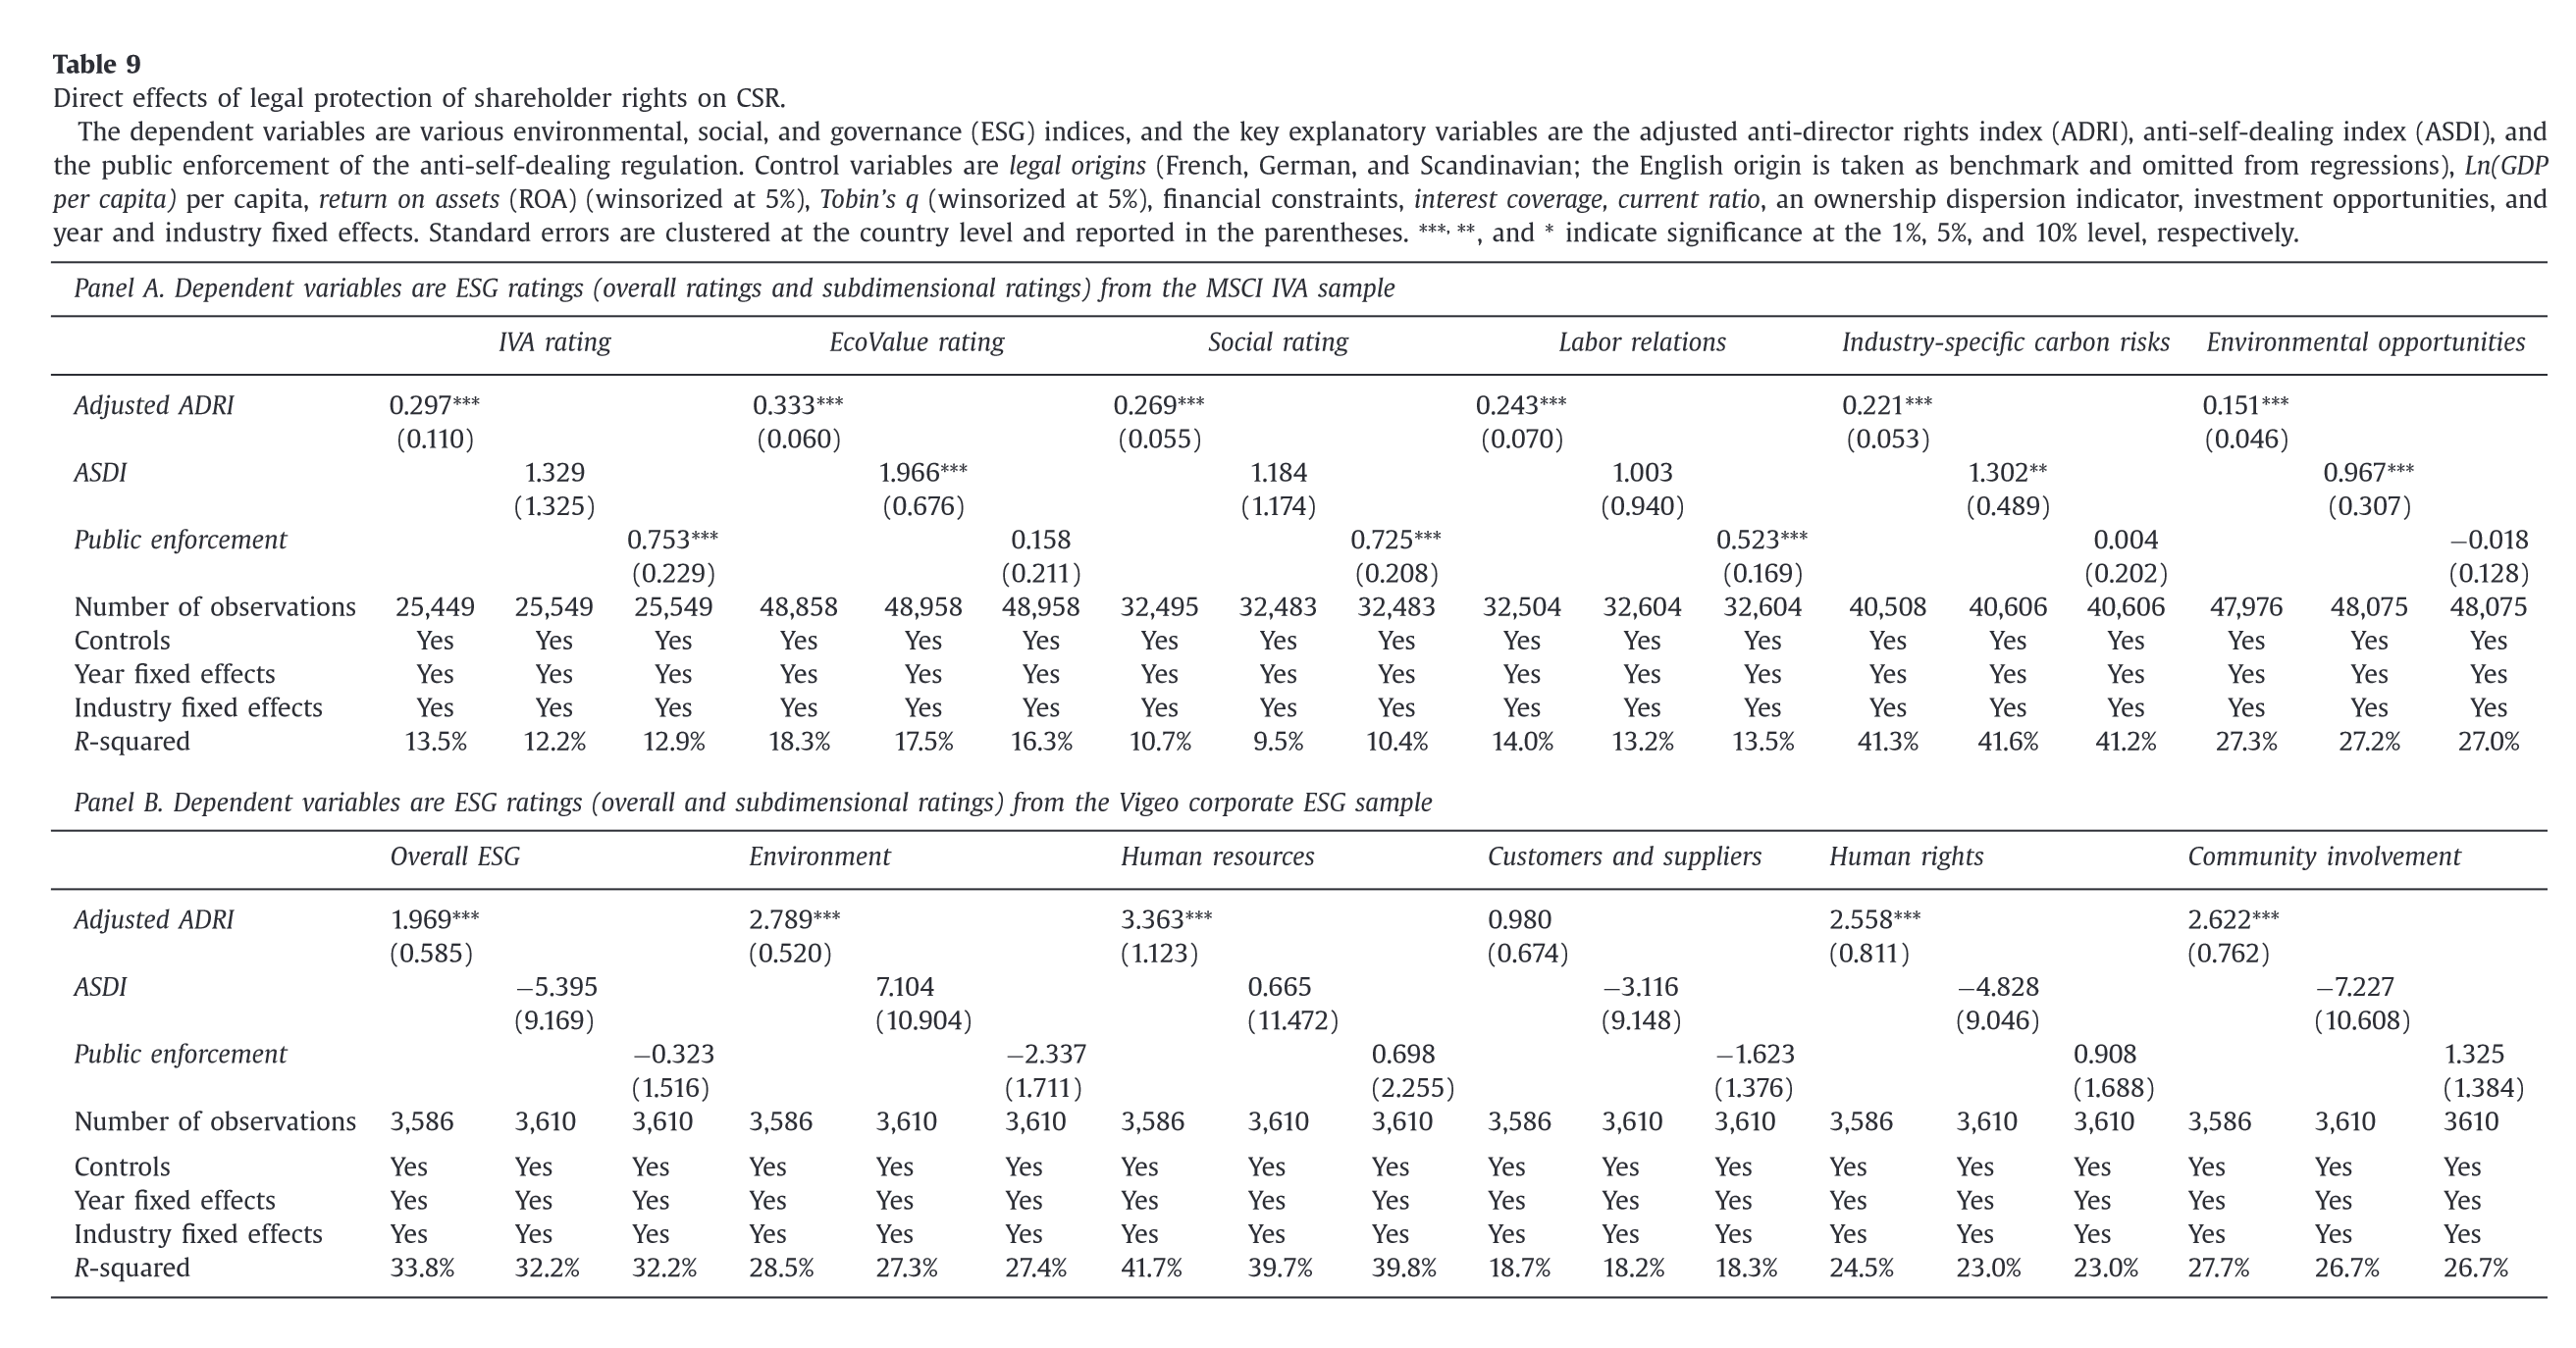 Table 9
Direct effects of legal protection of shareholder rights on CSR.
The dependent variables are various environmental, social, and governance (ESG) indices, and the key explanatory variables are the adjusted anti-director rights index (ADRI), anti-self-dealing index (ASDI), and
the public enforcement of the anti-self-dealing regulation. Control variables are legal origins (French, German, and Scandinavian; the English origin is taken as benchmark and omitted from regressions), Ln(GDP
per capita) per capita, return on assets (ROA) (winsorized at 5%), Tobin's q (winsorized at 5%), financial constraints, interest coverage, current ratio, an ownership dispersion indicator, investment opportunities, and
year and industry fixed effects. Standard errors are clustered at the country level and reported in the parentheses. ***, **, and * indicate significance at the 1%, 5%, and 10% level, respectively.
Panel A. Dependent variables are ESG ratings (overall ratings and subdimensional ratings) from the MSCI IVA sample
IVA rating EcoValue rating Social rating Labor relations Industry-specific carbon risks Environmental opportunities
Adjusted ADRI 0.297*** 0.333*** 0.269*** 0.243*** 0.221*** 0.151***
(0.110) (0.060) (0.055) (0.070) (0.053) (0.046)
ASDI 1.329 1.966*** 1.184 1.003 1.302** 0.967***
(1.325) (0.676) (1.174) (0.940) (0.489) (0.307)
Public enforcement 0.753*** 0.158 0.725*** 0.523*** 0.004 −0.018
(0.229) (0.211) (0.208) (0.169) (0.202) (0.128)
Number of observations 25,449 25,549 25,549 48,858 48,958 48,958 32,495 32,483 32,483 32,504 32,604 32,604 40,508 40,606 40,606 47,976 48,075 48,075
Controls Yes Yes Yes Yes Yes Yes Yes Yes Yes Yes Yes Yes Yes Yes Yes Yes Yes Yes
Year fixed effects Yes Yes Yes Yes Yes Yes Yes Yes Yes Yes Yes Yes Yes Yes Yes Yes Yes Yes
Industry fixed effects Yes Yes Yes Yes Yes Yes Yes Yes Yes Yes Yes Yes Yes Yes Yes Yes Yes Yes
R-squared 13.5% 12.2% 12.9% 18.3% 17.5% 16.3% 10.7% 9.5% 10.4% 14.0% 13.2% 13.5% 41.3% 41.6% 41.2% 27.3% 27.2% 27.0%
Panel B. Dependent variables are ESG ratings (overall and subdimensional ratings) from the Vigeo corporate ESG sample
Overall ESG Environment Human resources Customers and suppliers Human rights Community involvement
Adjusted ADRI 1.969*** 2.789*** 3.363*** 0.980 2.558*** 2.622***
(0.585) (0.520) (1.123) (0.674) (0.811) (0.762)
ASDI −5.395 7.104 0.665 −3.116 −4.828 −7.227
(9.169) (10.904) (11.472) (9.148) (9.046) (10.608)
Public enforcement −0.323 −2.337 0.698 −1.623 0.908 1.325
(1.516) (1.711) (2.255) (1.376) (1.688) (1.384)
Number of observations 3,586 3,610 3,610 3,586 3,610 3,610 3,586 3,610 3,610 3,586 3,610 3,610 3,586 3,610 3,610 3,586 3,610 3610
Controls Yes Yes Yes Yes Yes Yes Yes Yes Yes Yes Yes Yes Yes Yes Yes Yes Yes Yes
Year fixed effects Yes Yes Yes Yes Yes Yes Yes Yes Yes Yes Yes Yes Yes Yes Yes Yes Yes Yes
Industry fixed effects Yes Yes Yes Yes Yes Yes Yes Yes Yes Yes Yes Yes Yes Yes Yes Yes Yes Yes
R-squared 33.8% 32.2% 32.2% 28.5% 27.3% 27.4% 41.7% 39.7% 39.8% 18.7% 18.2% 18.3% 24.5% 23.0% 23.0% 27.7% 26.7% 26.7%